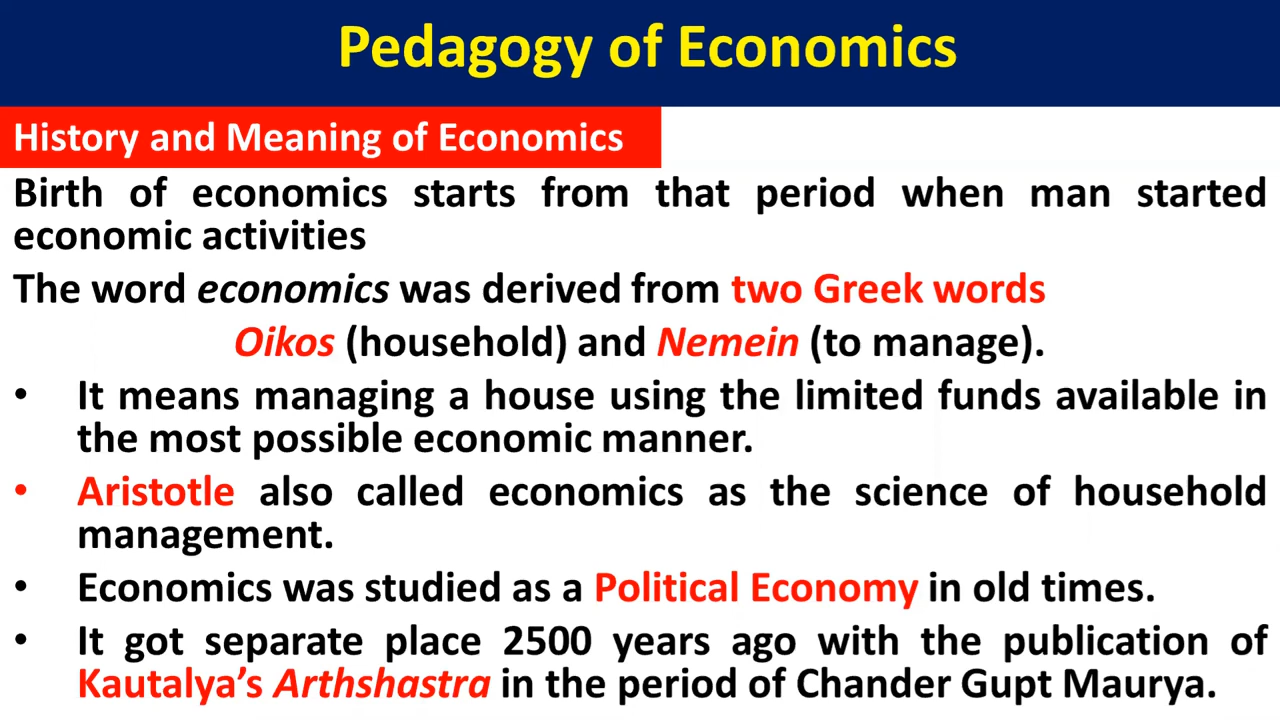 Pedagogy of Economics
History and Meaning of Economics
Birth of economics starts from that period when man started
economic activities
The word economics was derived from two Greek words
Oikos (household) and Nemein (to manage).
• It means managing a house using the limited funds available in
the most possible economic manner.
• Aristotle also called economics as the science of household
management.
• Economics was studied as a Political Economy in old times.
• It got separate place 2500 years ago with the publication of
Kautalya’s Arthshastra in the period of Chander Gupt Maurya.